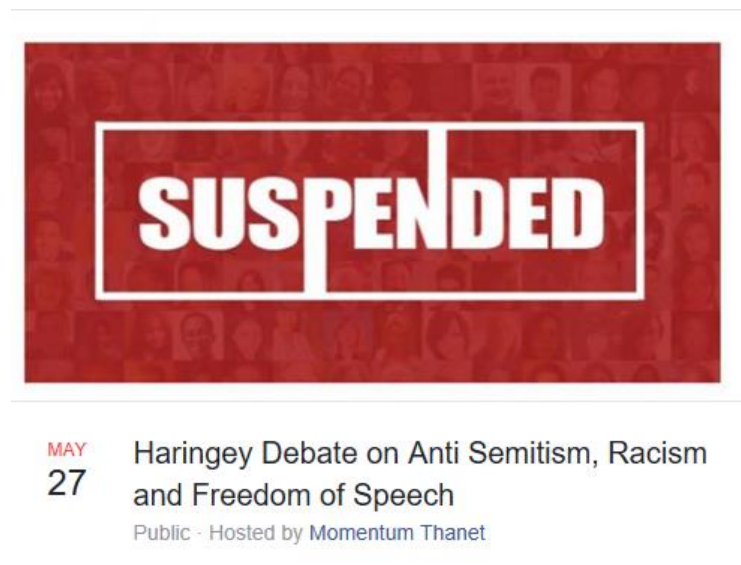 SUSPENDED
MAY
27
Haringey Debate on Anti Semitism, Racism
and Freedom of Speech
Public · Hosted by Momentum Thanet